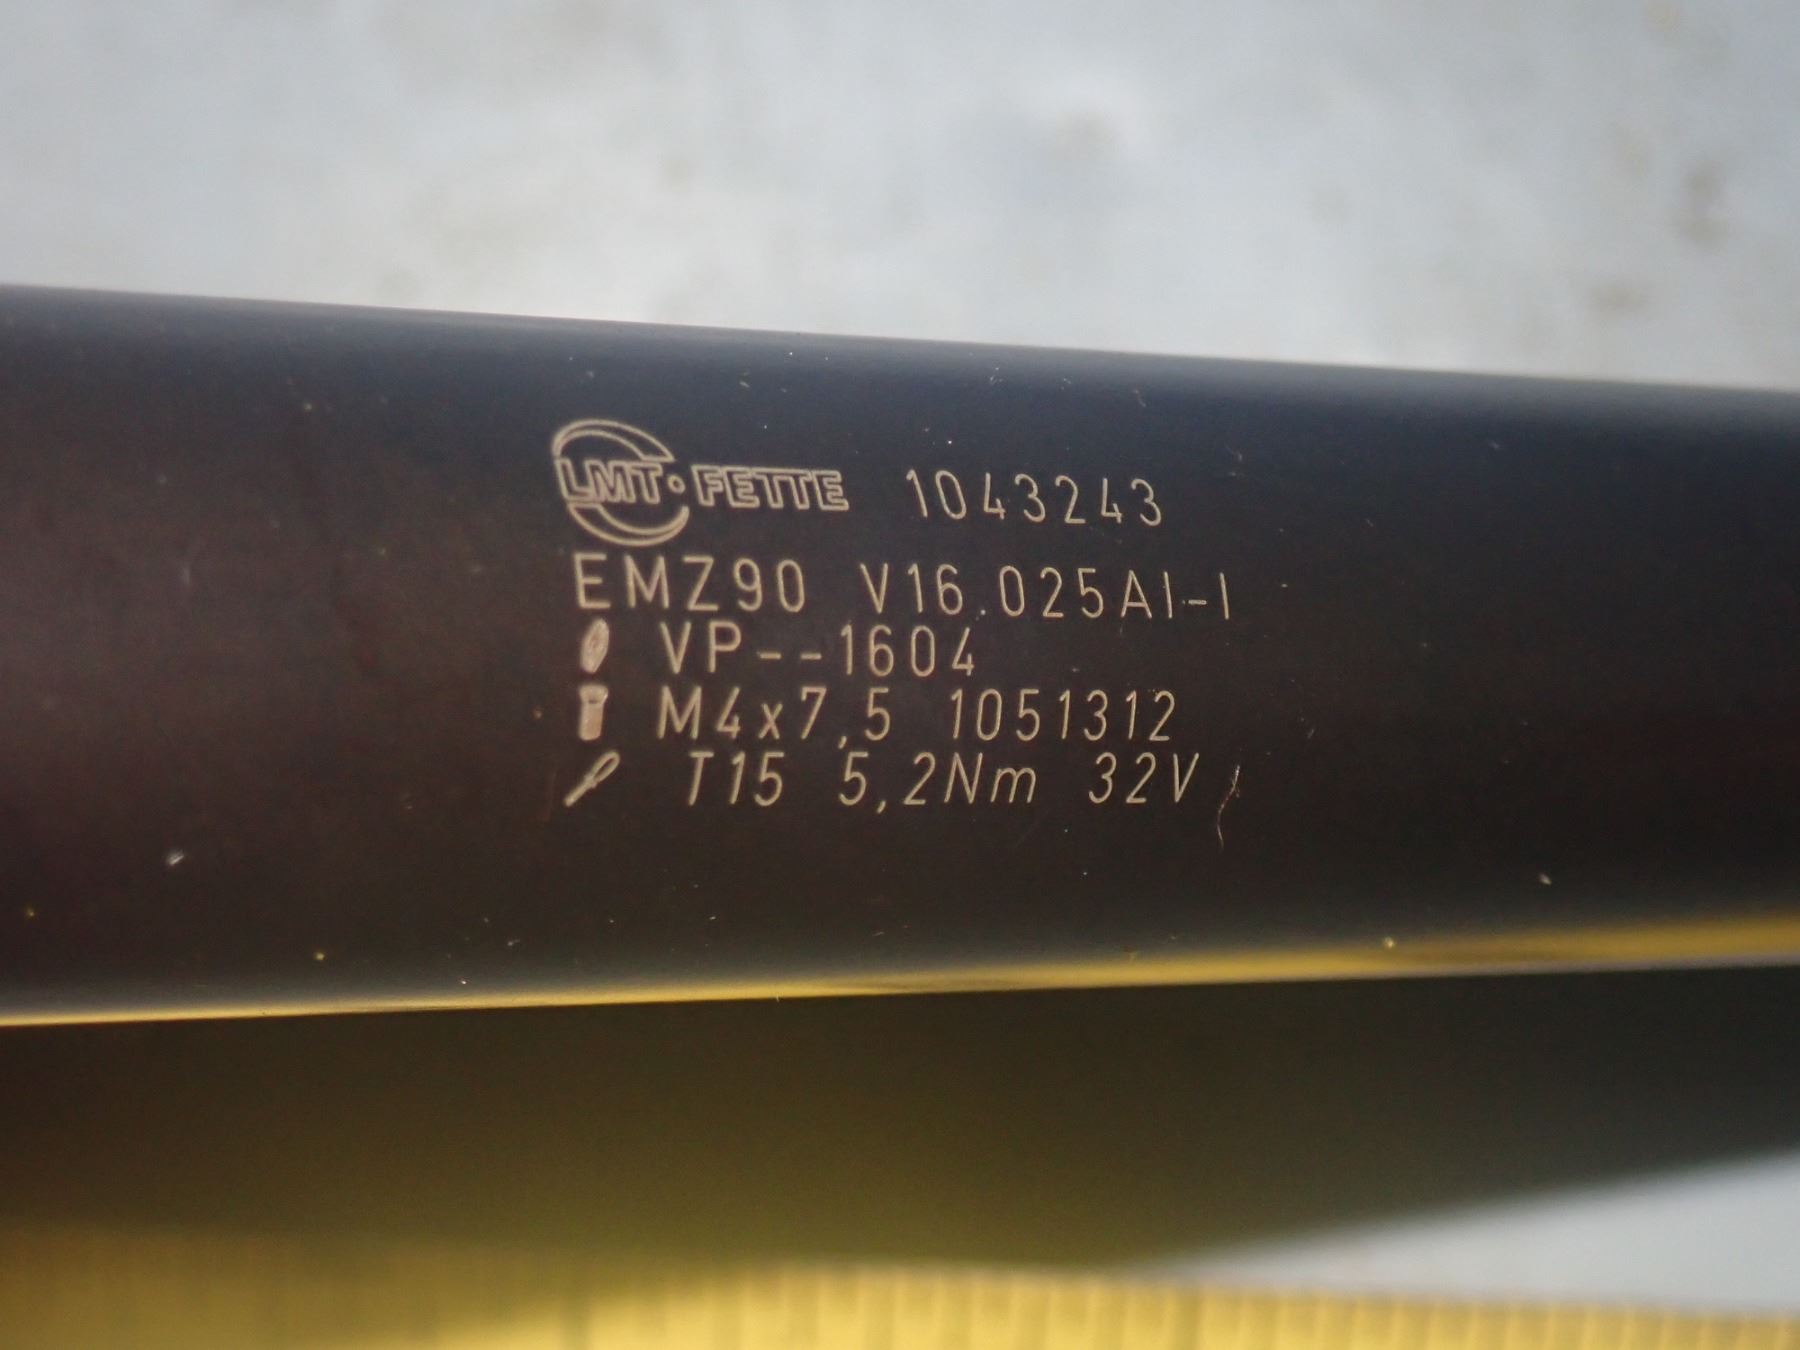 LMT·FETTE 1043243
EMZ90 V16.025AI-I
VP--1604
M4x7,5 1051312
T15 5,2Nm 32V